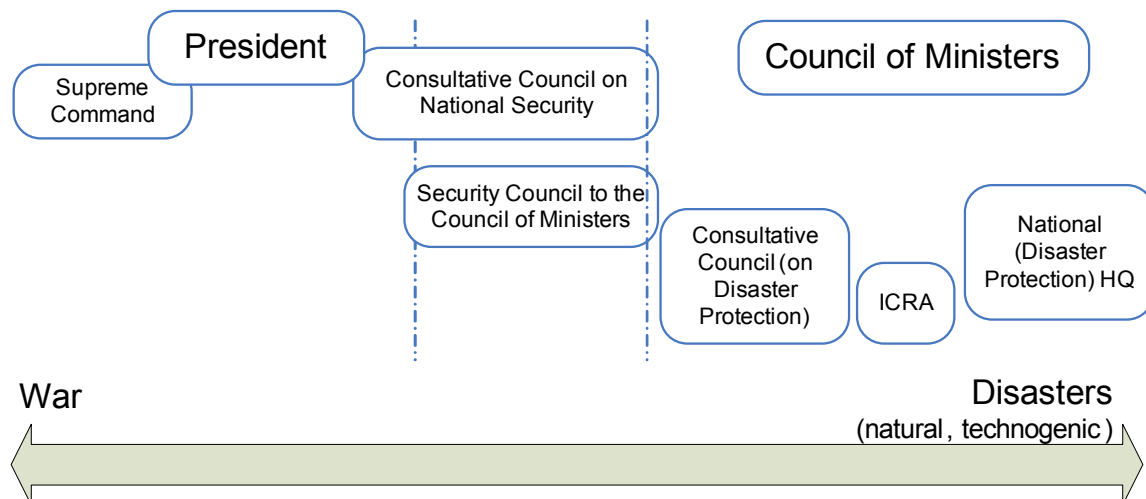 President
Supreme
Command
Consultative Council on
National Security
Council of Ministers
Security Council to the
Council of Ministers
Consultative
Council (on
Disaster
Protection)
ICRA
National
(Disaster
Protection) HQ
War
Disasters
(natural, technogenic)